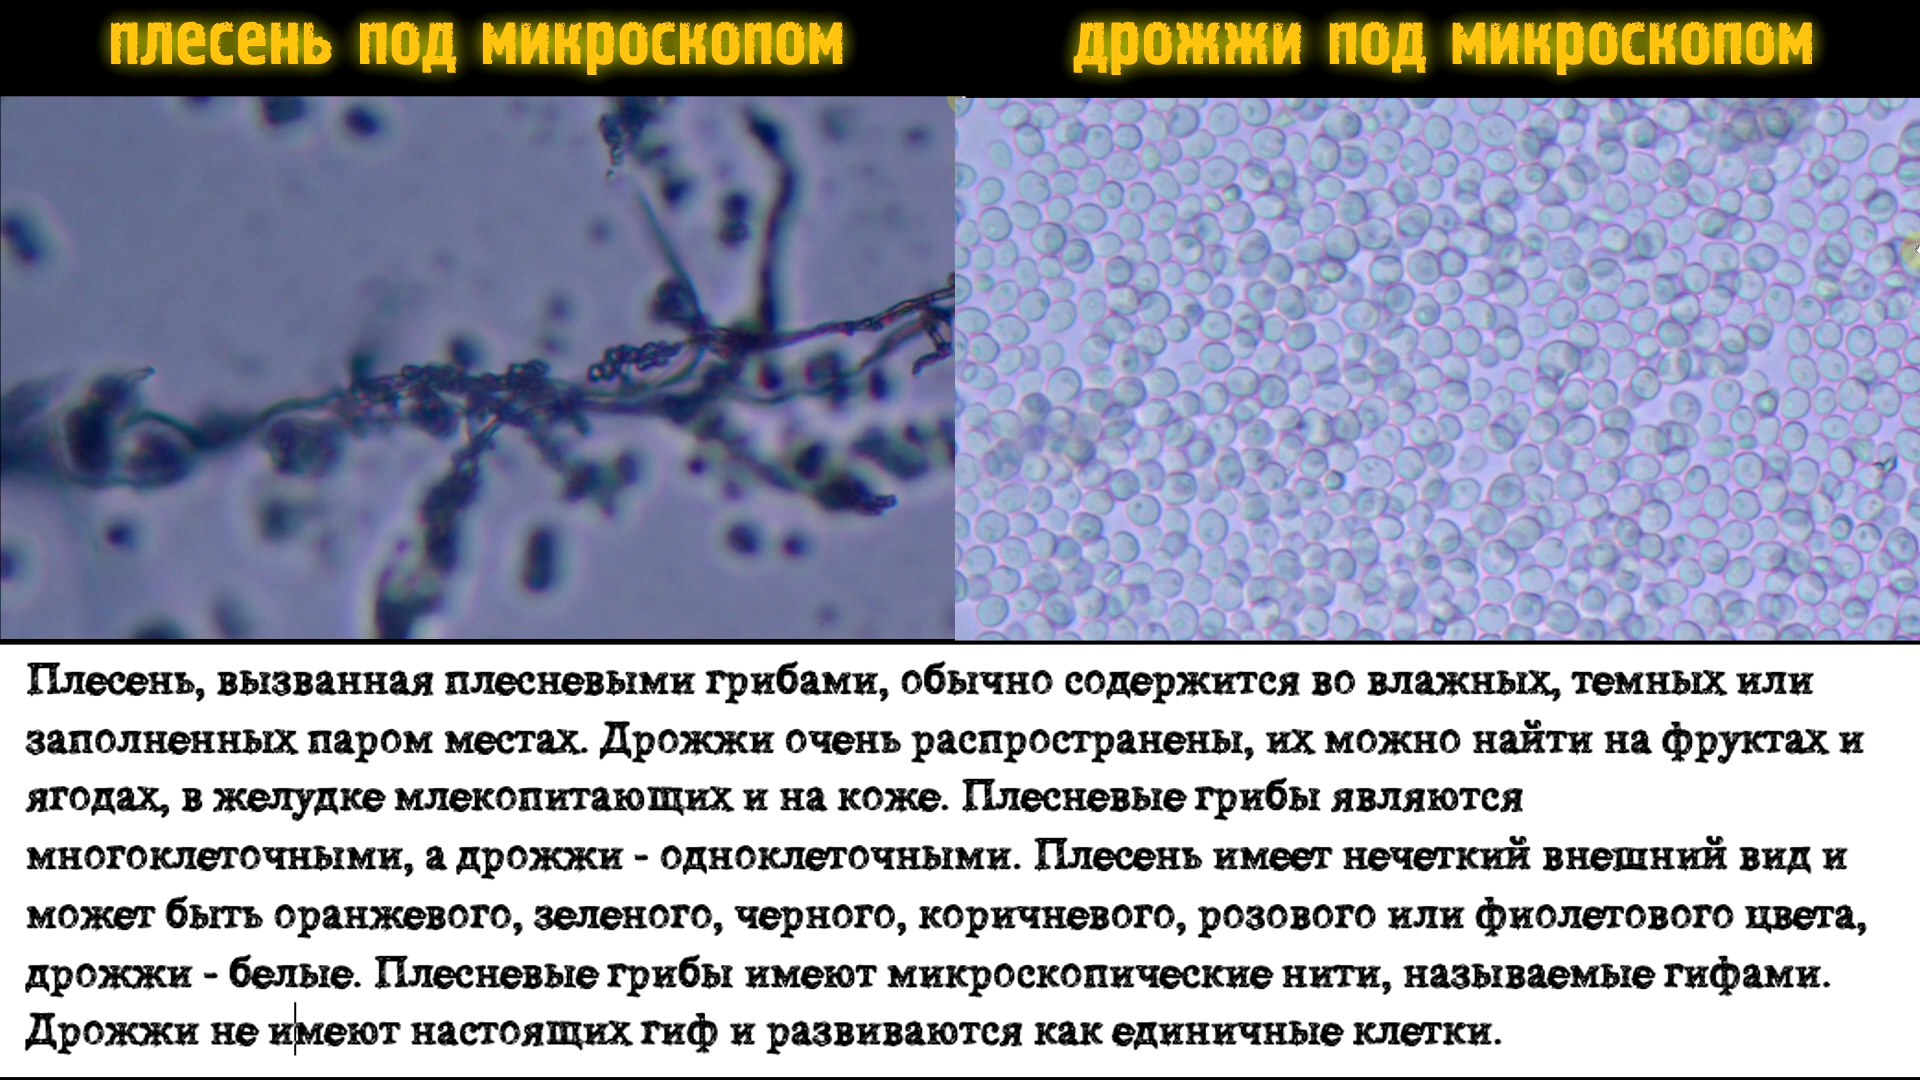 плесень под микроскопом
дрожжи под микроскопом
Плесень, вызванная плесневыми грибами, обычно содержится во влажных, темных или
заполненных паром местах. Дрожжи очень распространены, их можно найти на фруктах и
ягодах, в желудке млекопитающих и на коже. Плесневые грибы являются
многоклеточными, а дрожжи - одноклеточными. Плесень имеет нечеткий внешний вид и
может быть оранжевого, зеленого, черного, коричневого, розового или фиолетового цвета,
дрожжи - белые. Плесневые грибы имеют микроскопические нити, называемые гифами.
Дрожжи не имеют настоящих гиф и развиваются как единичные клетки.